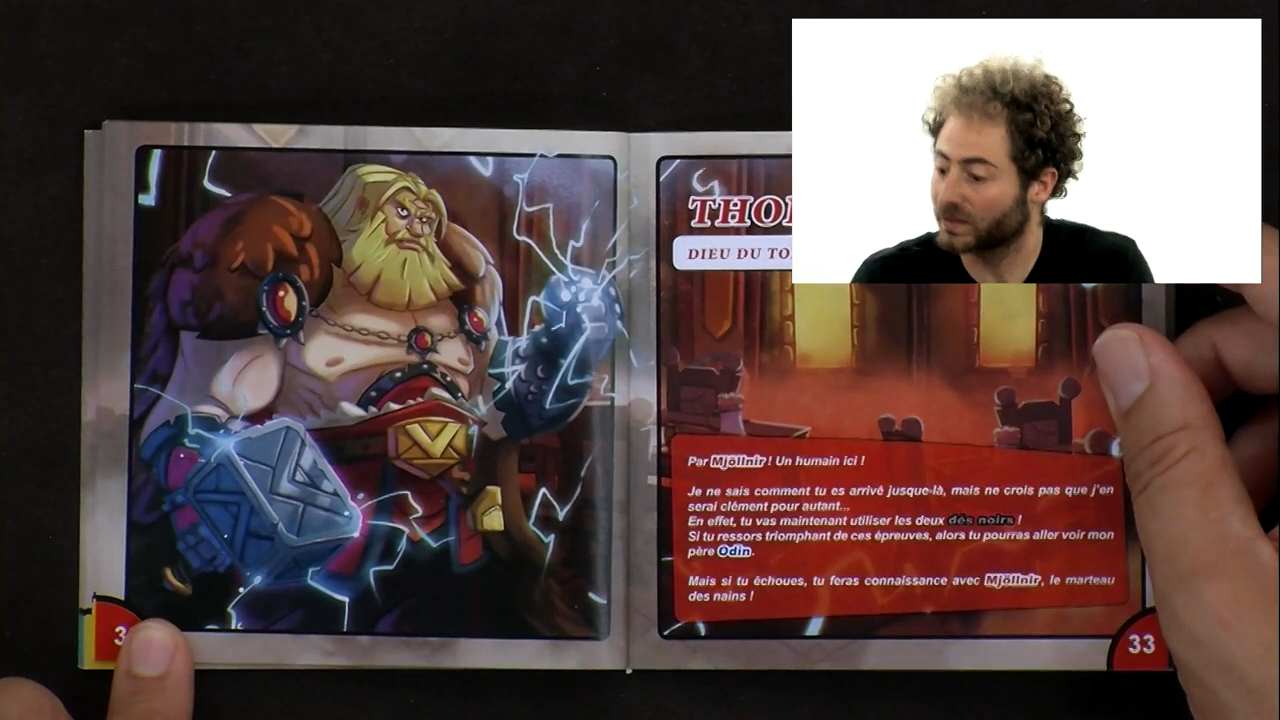 DIEU DU
Par Mjöllnir ! Un humain ici !
Je ne sais comment tu es arrivé jusque-là, mais ne crois pas que j'en
serai clément pour autant...
En effet, tu vas maintenant utiliser les deux dés noirs !
Si tu ressors triomphant de ces épreuves, alors tu pourras aller voir mon
père Odin.
Mais si tu échoues, tu feras connaissance avec Mjöllnir, le marteau
des nains !
33